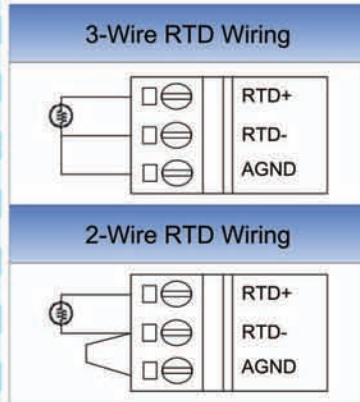 3-Wire RTD Wiring
RTD+
RTD-
AGND
2-Wire RTD Wiring
RTD+
RTD-
AGND